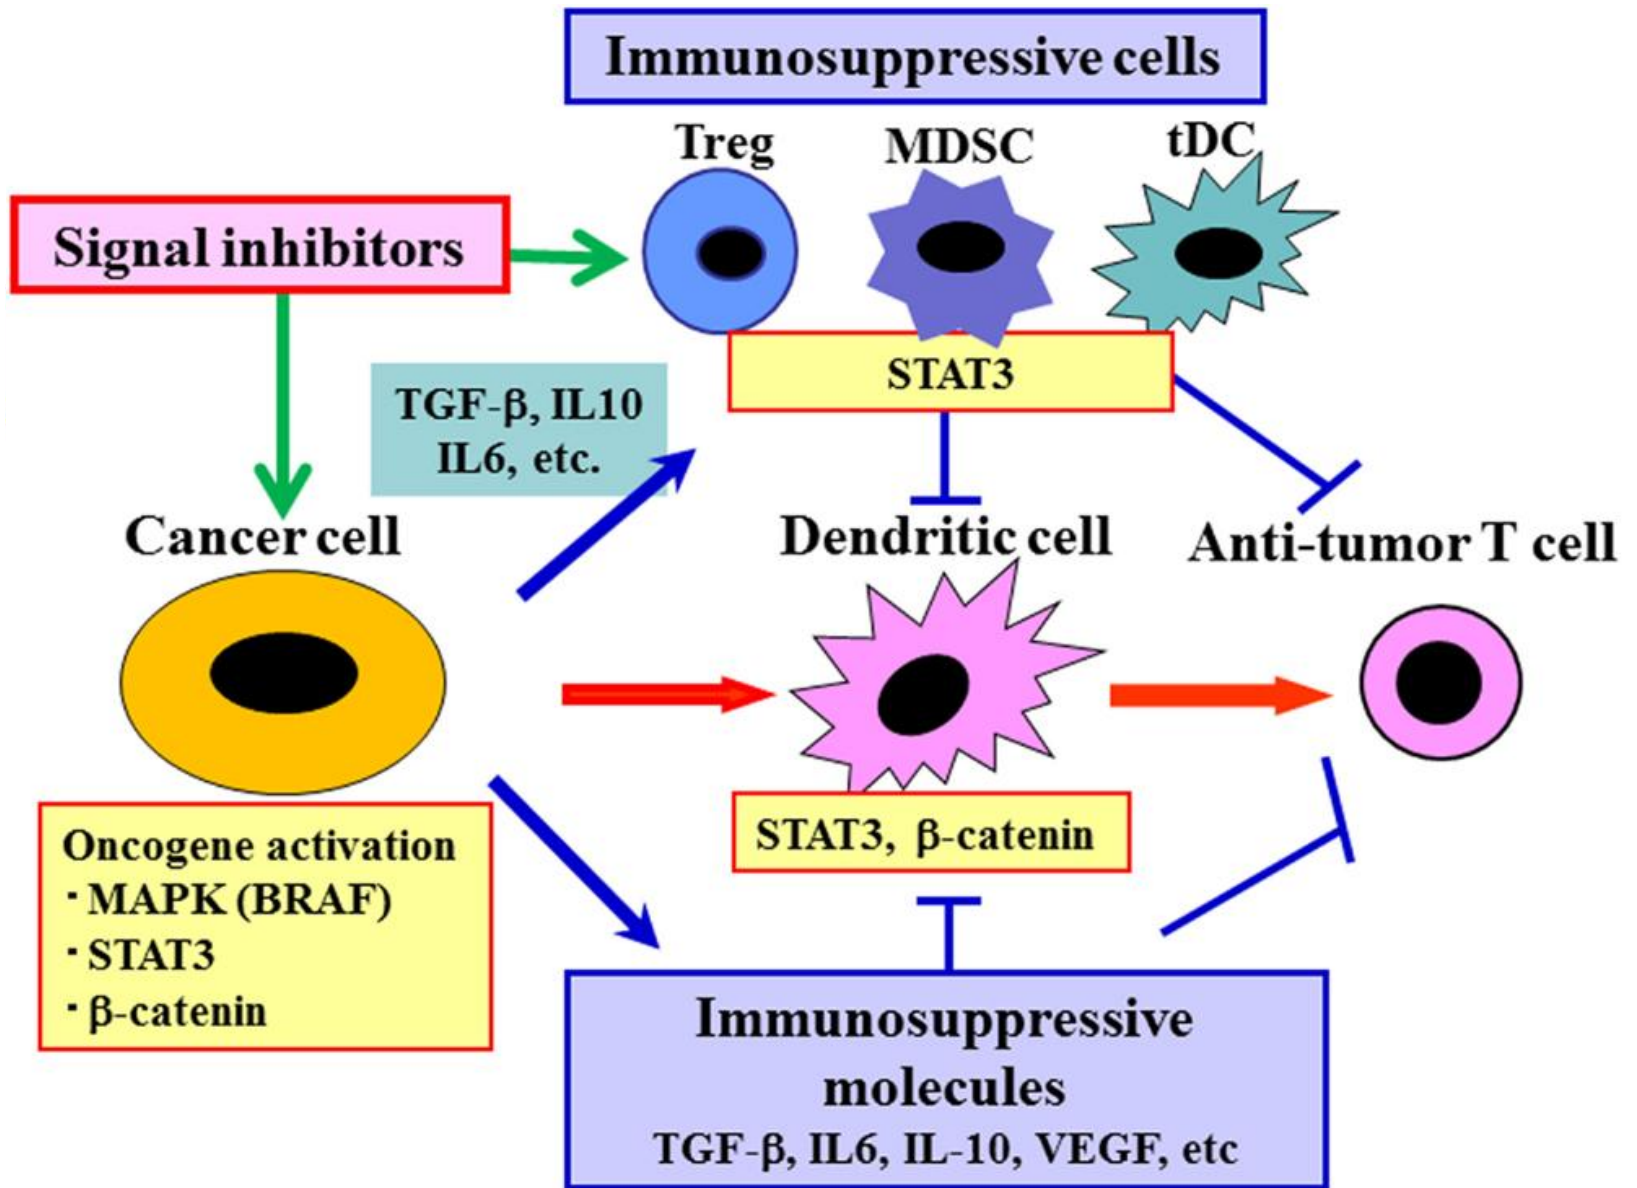 Immunosuppressive cells
Treg
MDSC
tDC
Signal inhibitors
STAT3
TGF-β, IL10
IL6, etc.
Cancer cell
Dendritic cell
Anti-tumor T cell
Oncogene activation
· MAPK (BRAF)
· STAT3
· β-catenin
STAT3, β-catenin
Immunosuppressive
molecules
TGF-β, IL6, IL-10, VEGF, etc